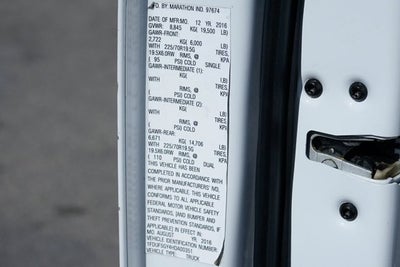 FD. BY: MARATHON IND. 97674
DATE OF MFR: MO. 12 YR. 2016
GVWR: 8,845 KG( 19,500 LB)
GAWR-FRONT:
2,722 KG( 6,000 LB)
WITH 225/70R19.5G TIRES,
19.5X6.0RW RIMS, @ KPA
( 95 PSI) COLD SINGLE
GAWR-INTERMEDIATE (1):
KG( LB)
WITH TIRES,
RIMS, @ KPA
( PSI) COLD
GAWR-INTERMEDIATE (2):
KG( LB)
WITH TIRES,
RIMS, @ KPA
( PSI) COLD
GAWR-REAR:
6,671 KG( 14,706 LB)
WITH 225/70R19.5G TIRES,
19.5X6.0RW RIMS, @ KPA
( 110 PSI) COLD DUAL
THIS VEHICLE HAS BEEN
COMPLETED IN ACCORDANCE WITH
THE PRIOR MANUFACTURERS' IVD,
WHERE APPLICABLE. THIS VEHICLE
CONFORMS TO ALL APPLICABLE
FEDERAL MOTOR VEHICLE SAFETY
STANDARDS, [AND BUMPER AND
THEFT PREVENTION STANDARDS, IF
APPLICABLE] IN EFFECT IN
MO. AUGUST YR. 2016
VEHICLE IDENTIFICATION NUMBER:
VEHICLE TYPE: TRUCK